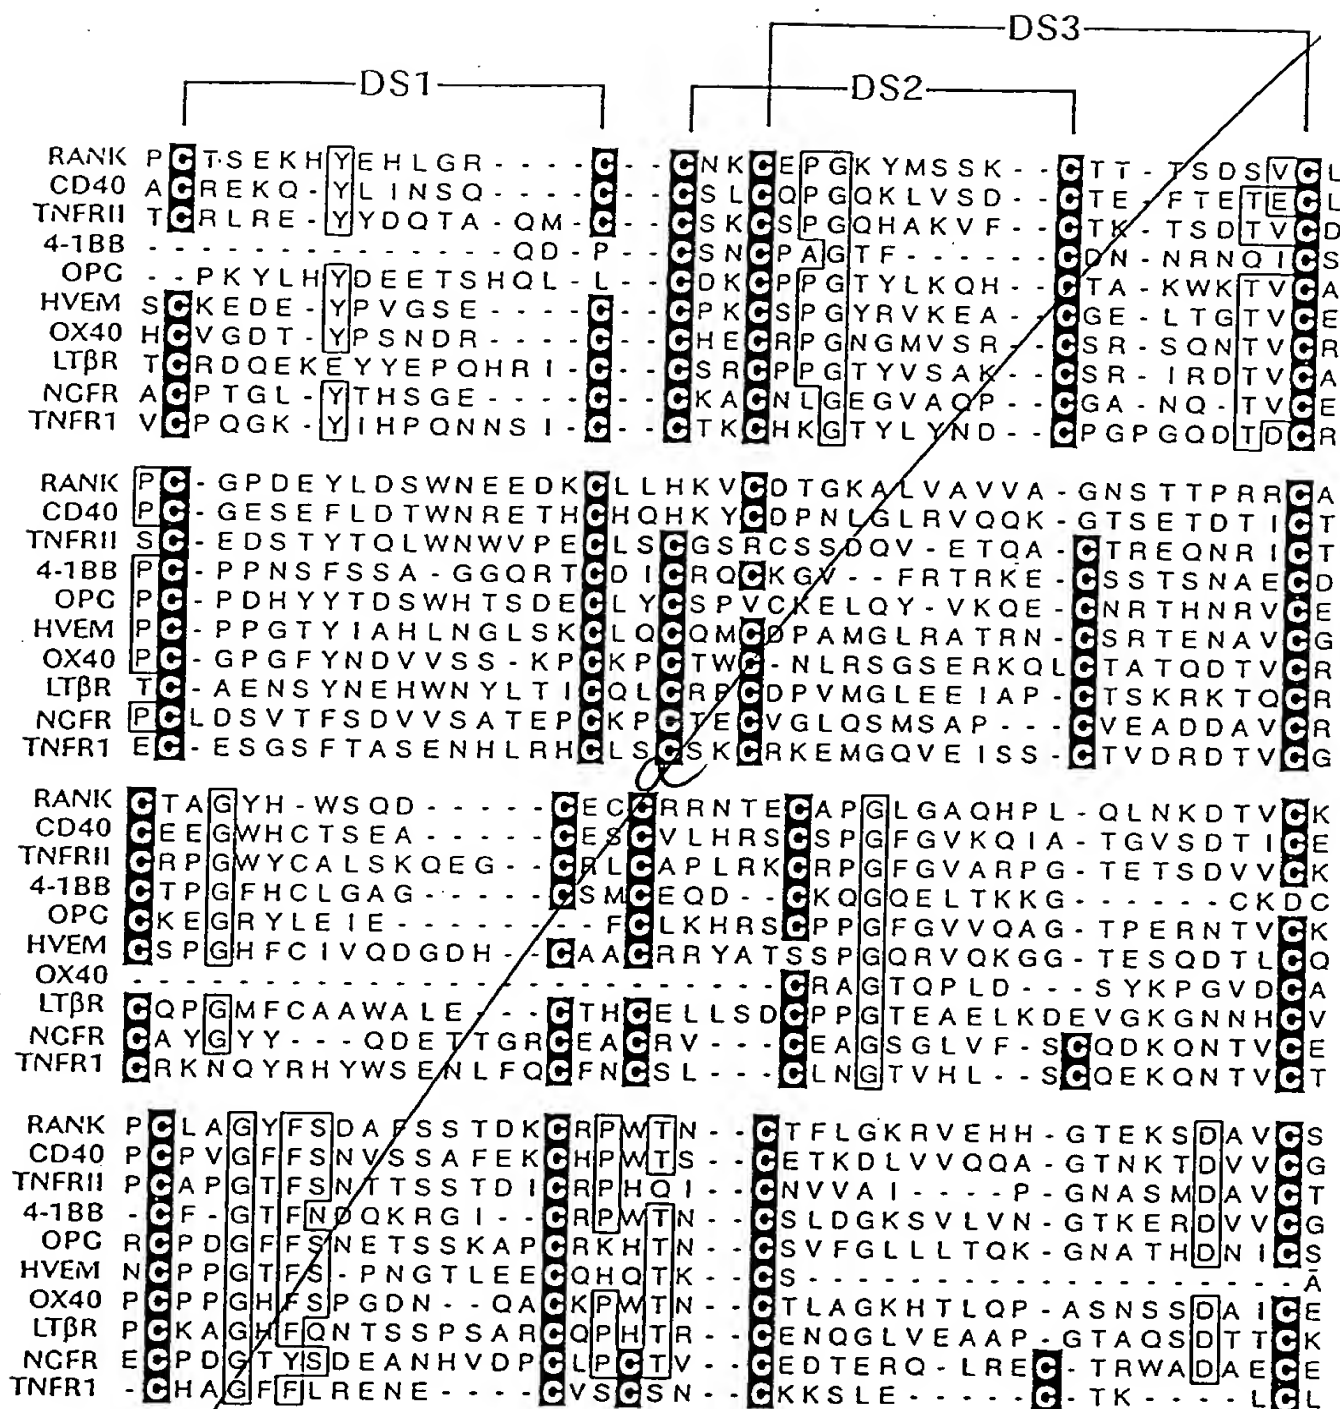 DS3
DS1 DS2
RANK PCTSEKHYEHLGR----C--CNKCEPGKYMSSK--CTT-TSDSVCL
CD40 ACREKQ-YLINSQ----C--CSLCQPGQKLVSD--CTE-FTETECL
TNFRII TCRLRE-YYDQTA-QM-C--CSKCSPGQHAKVF--CTK-TSDTVCD
4-1BB -----------QD-P--CSNCPAGTF------CDN-NRNQICS
OPG --PKYLHYDEETSHQL-L--CDKCPPGTYLKQH--CTA-KWKTVCA
HVEM SCKEDE-YPVGSE----C--CPKCSPGYRVKEA--CGE-LTGTVCE
OX40 HCVGDT-YPSNDR----C--CHECRPGNGMVSR--CSR-SQNTVCR
LTβR TCRDQEKEYYEPQHRI-C--CSRCPPGTYVSAK--CSR-IRDTVCA
NGFR ACPTGL-YTHSGE----C--CKACNLGEGVAQP--CGA-NQ-TVCE
TNFR1 VCPQGK-YIHPQNNSI-C--CTKCHKGTYLYND--CPGPGQDTDCR
RANK PC-GPDEYLDSWNEEDKCLLHKVCDTGKALVAVVA-GNSTTPRRCA
CD40 PC-GESEFLDTWNRETHCHQHKYCDPNLGLRVQQK-GTSETDTICT
TNFRII SC-EDSTYTQLWNWVPECLSCGSRCSSDQV-ETQA-CTREQNRICT
4-1BB PC-PPNSFSSA-GGQRTCDICRQCKGV--FRTRKE-CSSTSNAECD
OPG PC-PDHYYTDSWHTSDECLYCSPVCKELQY-VKQE-CNRTHNRVCE
HVEM PC-PPGTYIAHLNGLSKCLQCQMCDPAMGLRATRN-CSRTENAVCG
OX40 PC-GPGFYNDVVSS-KPCKPCTWC-NLRSGSERKQLCTATQDTVCR
LTβR TC-AENSYNEHWNYLTICQLCRPCDPVMGLEEIAP-CTSKRKTQCR
NGFR PCLDSVTFSDVVSATEPCKPCTECVGLQSMSAP---CVEADDAVCR
TNFR1 EC-ESGSFTASENHLRHCLSCSKCRKEMGQVEISS-CTVDRDTVCG
RANK CTAGYH-WSQD-----CECCRRNTECAPGLGAQHPL-QLNKDTVCK
CD40 CEEGWHCTSEA-----CESCVLHRSCSPGFGVKQIA-TGVSDTICE
TNFRII CRPGWYCALSKQEG--CRLCAPLRKCRPGFGVARPG-TETSDVVCK
4-1BB CTPGFHCLGAG-----CSMCEQD--CKQGQELTKKG------CKDC
OPG CKEGRYLEIE--------FCLKHRSCPPGFGVVQAG-TPERNTVCK
HVEM CSPGHFCIVQDGDH--CAACRRYATSSPGQRVQKGG-TESQDTLCQ
OX40 --------------------------CRAGTQPLD---SYKPGVDCA
LTβR CQPGMFCAAWALE---CTHCELLSDCPPGTEAELKDEVGKGNNHCV
NGFR CAYGYY---QDETTGRCEACRV---CEAGSGLVF-SCQDKQNTVCE
TNFR1 CRKNQYRHYWSENLFQCFNCSL---CLNGTVHL--SCQEKQNTVCT
RANK PCLAGYFSDAFSSTDKCRPWTN--CTFLGKRVEHH-GTEKSDAVCS
CD40 PCPVGFFSNVSSAFEKCHPWTS--CETKDLVVQQA-GTNKTDVVCG
TNFRII PCAPGTFSNTTSSTDICRPHQI--CNVVAI----P-GNASMDAVCT
4-1BB -CF-GTFNDQKRGI--CRPWTN--CSLDGKSVLVN-GTKERDVVCG
OPG RCPDGFFSNETSSKAPCRKHTN--CSVFGLLLTQK-GNATHDNICS
HVEM NCPPGTFS-PNGTLEECQHQTK--CS--------------------A
OX40 PCPPGHFSPGDN--QACKPWTN--CTLAGKHTLQP-ASNSSDAICE
LTβR PCKAGHFQNTSSPSARCQPHTR--CENQGLVEAAP-GTAQSDTTCK
NGFR ECPDGTYSDEANHVDPCLPCTV--CEDTERQ-LREC-TRWADAECE
TNFR1 -CHAGFFLRENE----CVSCSN--CKKSLE-----C-TK----LCL